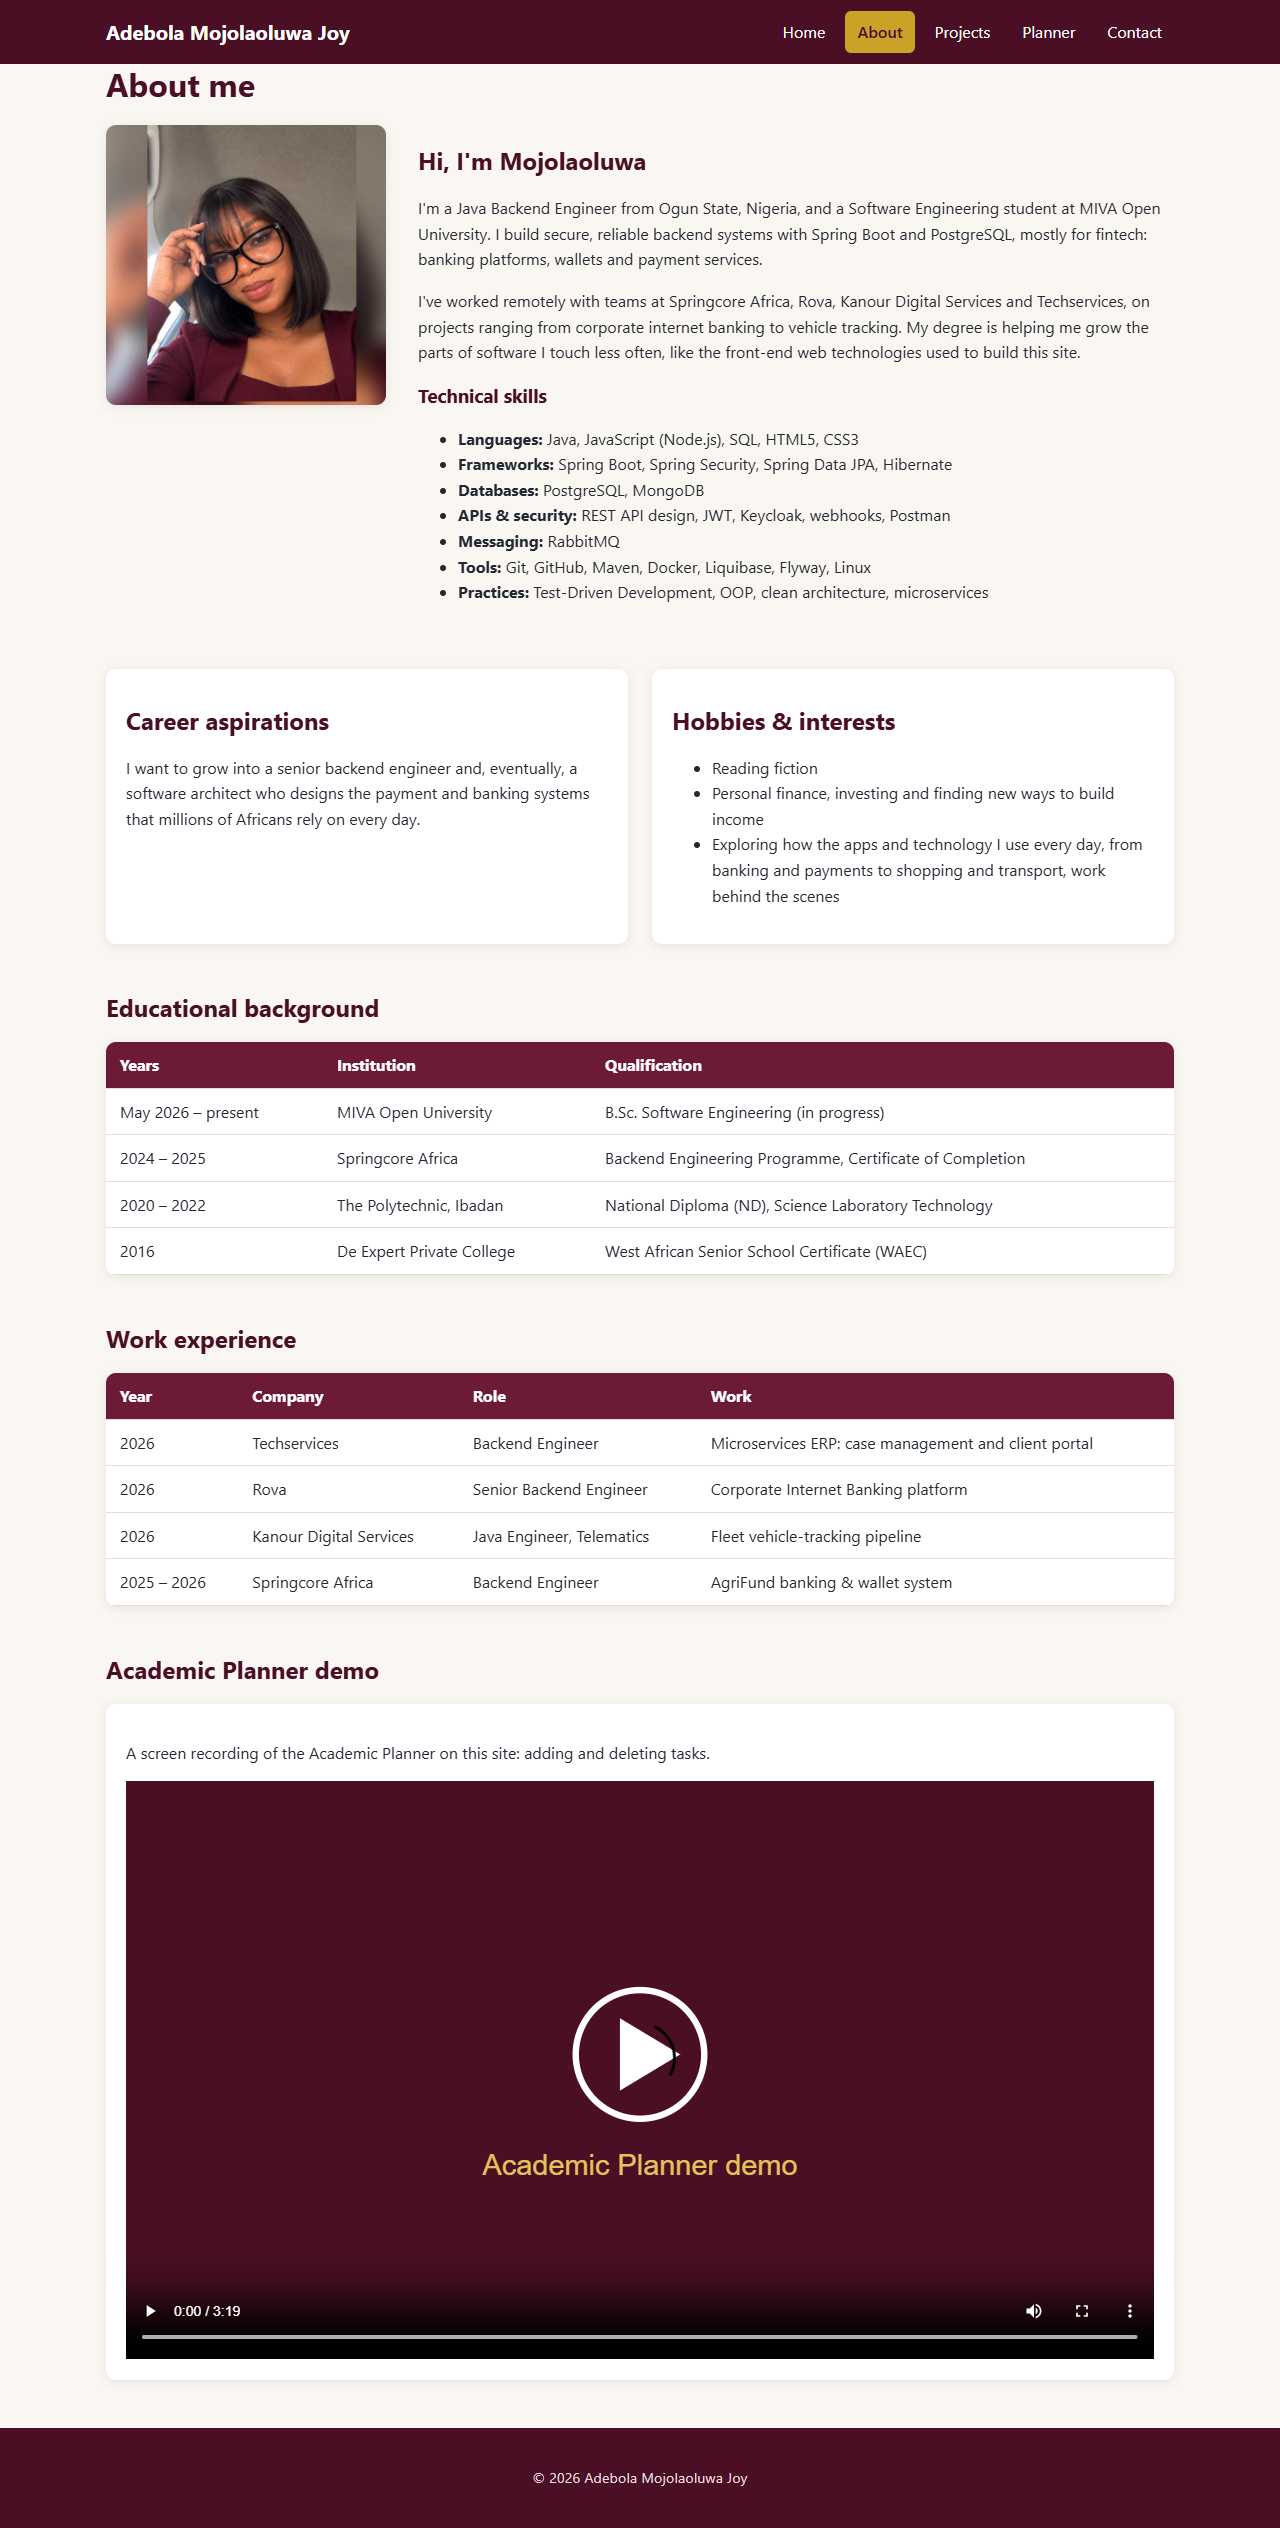 Adebola Mojolaoluwa Joy
Home About Projects Planner Contact
About me
Hi, I'm Mojolaoluwa
I'm a Java Backend Engineer from Ogun State, Nigeria, and a Software Engineering student at MIVA Open
University. I build secure, reliable backend systems with Spring Boot and PostgreSQL, mostly for fintech:
banking platforms, wallets and payment services.
I've worked remotely with teams at Springcore Africa, Rova, Kanour Digital Services and Techservices, on
projects ranging from corporate internet banking to vehicle tracking. My degree is helping me grow the
parts of software I touch less often, like the front-end web technologies used to build this site.
Technical skills
Languages: Java, JavaScript (Node.js), SQL, HTML5, CSS3
Frameworks: Spring Boot, Spring Security, Spring Data JPA, Hibernate
Databases: PostgreSQL, MongoDB
APIs & security: REST API design, JWT, Keycloak, webhooks, Postman
Messaging: RabbitMQ
Tools: Git, GitHub, Maven, Docker, Liquibase, Flyway, Linux
Practices: Test-Driven Development, OOP, clean architecture, microservices
Career aspirations
I want to grow into a senior backend engineer and, eventually, a
software architect who designs the payment and banking systems
that millions of Africans rely on every day.
Hobbies & interests
Reading fiction
Personal finance, investing and finding new ways to build
income
Exploring how the apps and technology I use every day, from
banking and payments to shopping and transport, work
behind the scenes
Educational background
Years Institution Qualification
May 2026 – present MIVA Open University B.Sc. Software Engineering (in progress)
2024 – 2025 Springcore Africa Backend Engineering Programme, Certificate of Completion
2020 – 2022 The Polytechnic, Ibadan National Diploma (ND), Science Laboratory Technology
2016 De Expert Private College West African Senior School Certificate (WAEC)
Work experience
Year Company Role Work
2026 Techservices Backend Engineer Microservices ERP: case management and client portal
2026 Rova Senior Backend Engineer Corporate Internet Banking platform
2026 Kanour Digital Services Java Engineer, Telematics Fleet vehicle-tracking pipeline
2025 – 2026 Springcore Africa Backend Engineer AgriFund banking & wallet system
Academic Planner demo
A screen recording of the Academic Planner on this site: adding and deleting tasks.
Academic Planner demo
0:00 / 3:19
© 2026 Adebola Mojolaoluwa Joy